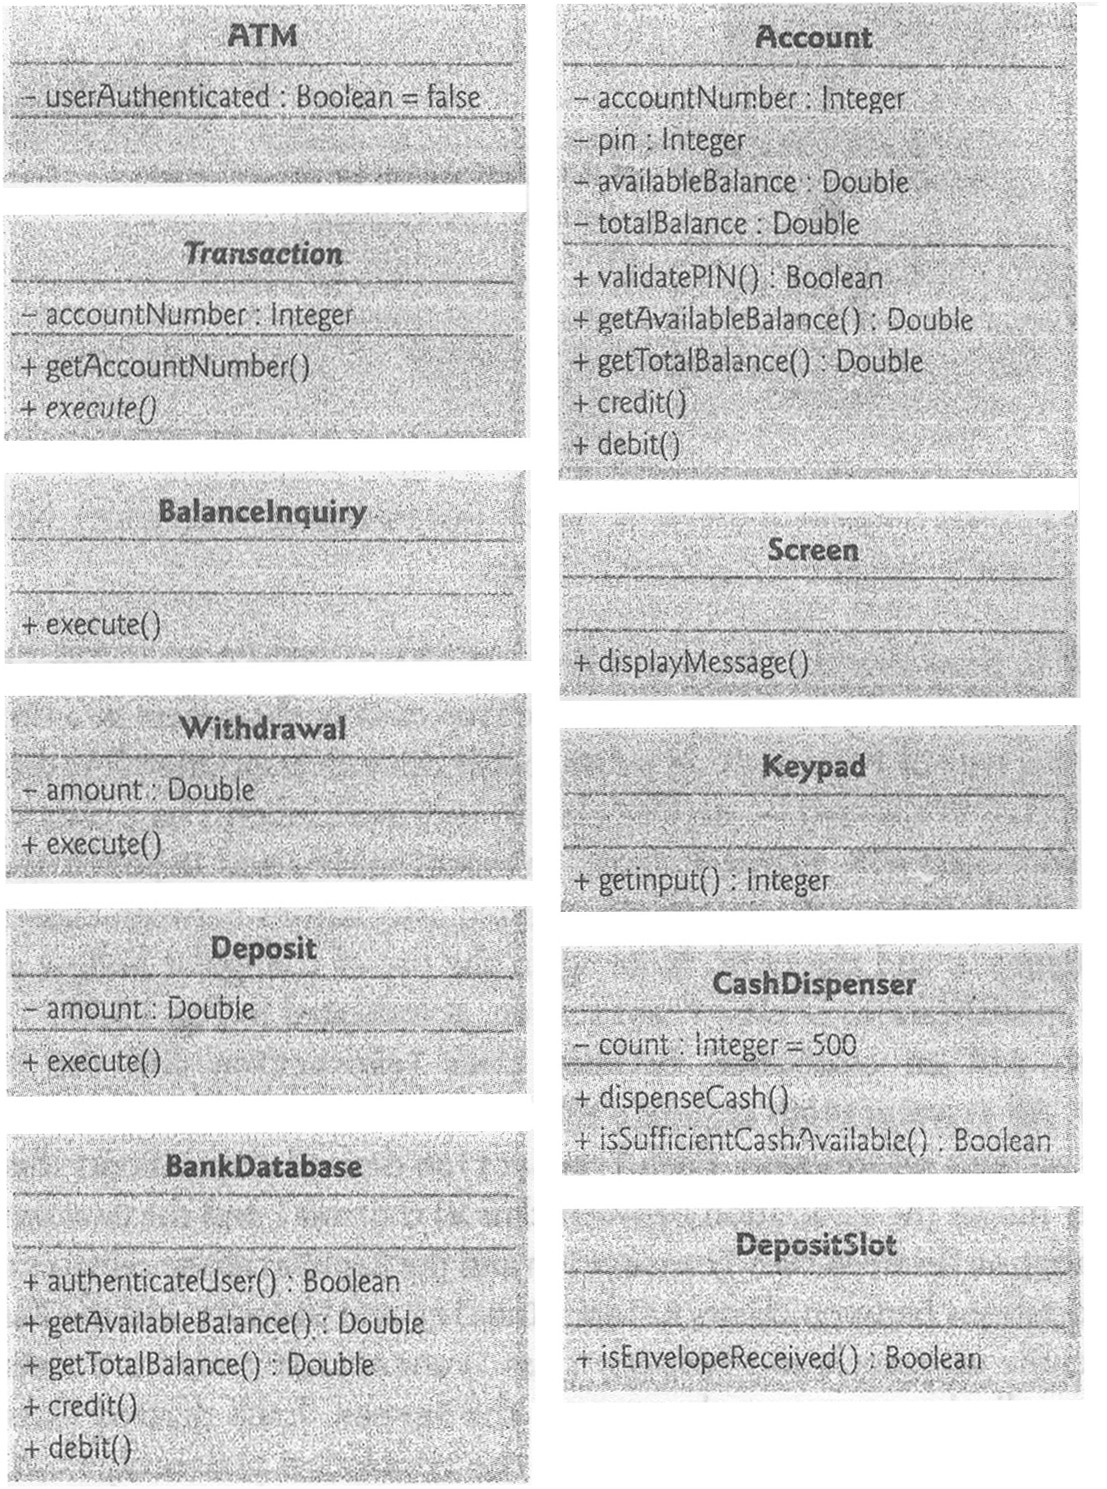 ATM
– userAuthenticated : Boolean = false
Transaction
– accountNumber : Integer
+ getAccountNumber()
+ execute()
BalanceInquiry
+ execute()
Withdrawal
– amount : Double
+ execute()
Deposit
– amount : Double
+ execute()
BankDatabase
+ authenticateUser() : Boolean
+ getAvailableBalance() : Double
+ getTotalBalance() : Double
+ credit()
+ debit()
Account
– accountNumber : Integer
– pin : Integer
– availableBalance : Double
– totalBalance : Double
+ validatePIN() : Boolean
+ getAvailableBalance() : Double
+ getTotalBalance() : Double
+ credit()
+ debit()
Screen
+ displayMessage()
Keypad
+ getinput() : Integer
CashDispenser
– count : Integer = 500
+ dispenseCash()
+ isSufficientCashAvailable() : Boolean
DepositSlot
+ isEnvelopeReceived() : Boolean